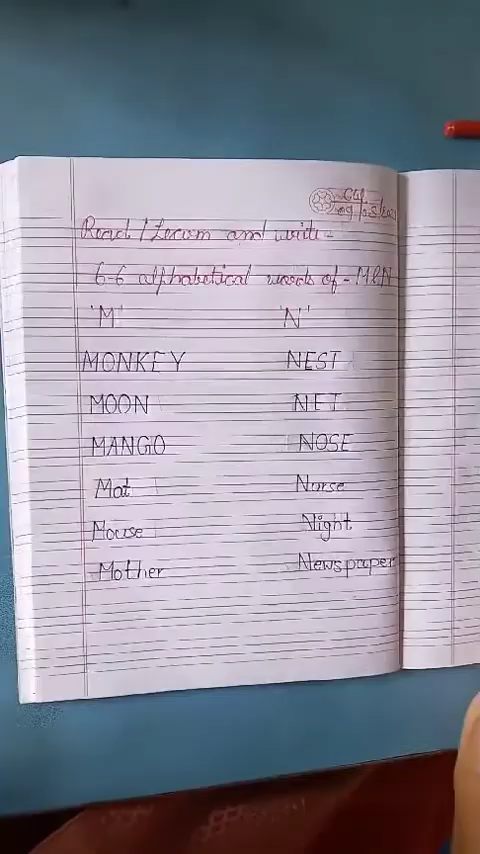 C.W
Read / Learn and write -
6-6 alphabetical words of - M & N
'M' 'N'
MONKEY NEST
MOON NET
MANGO NOSE
Mat Nurse
Mouse Night
Mother Newspaper